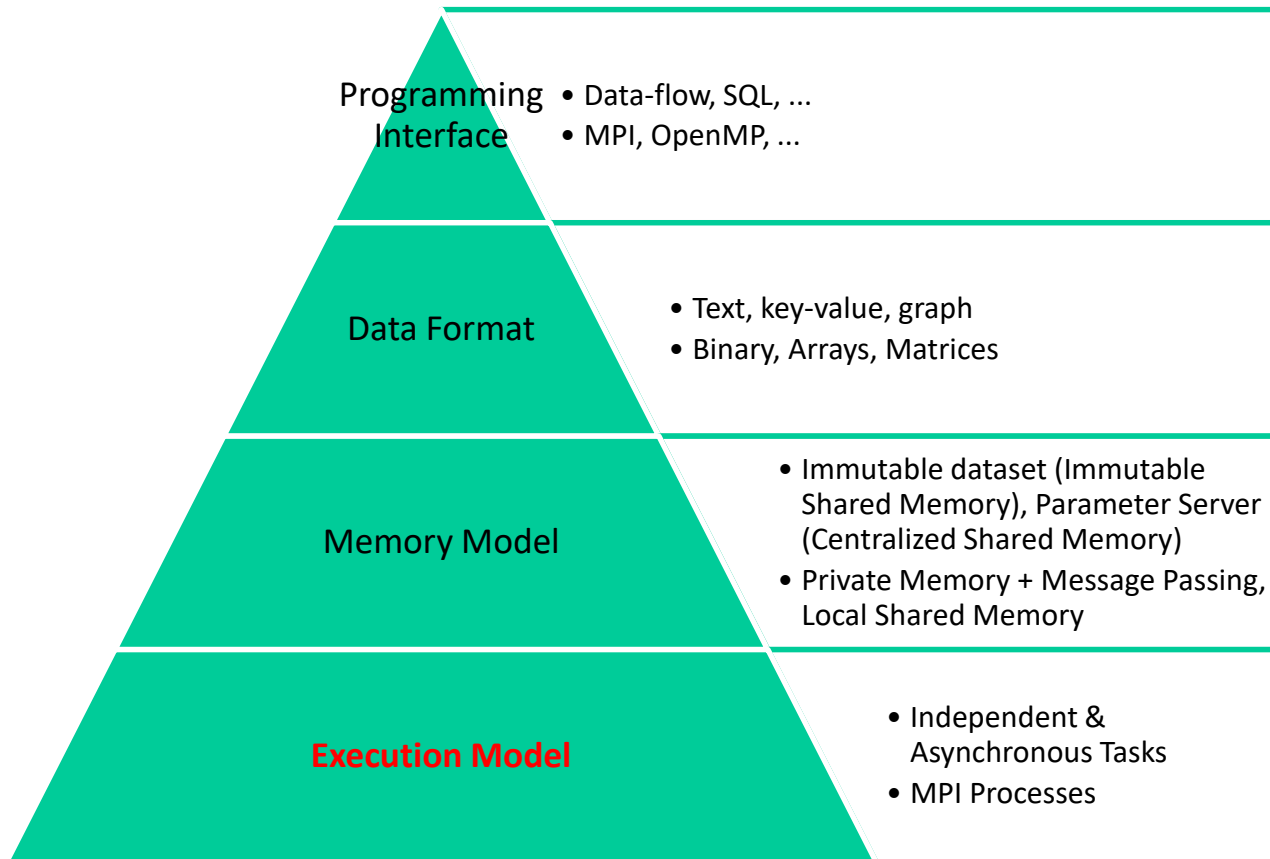 Programming
Interface
• Data-flow, SQL, ...
• MPI, OpenMP, ...
Data Format
• Text, key-value, graph
• Binary, Arrays, Matrices
Memory Model
• Immutable dataset (Immutable
Shared Memory), Parameter Server
(Centralized Shared Memory)
• Private Memory + Message Passing,
Local Shared Memory
Execution Model
• Independent &
Asynchronous Tasks
• MPI Processes